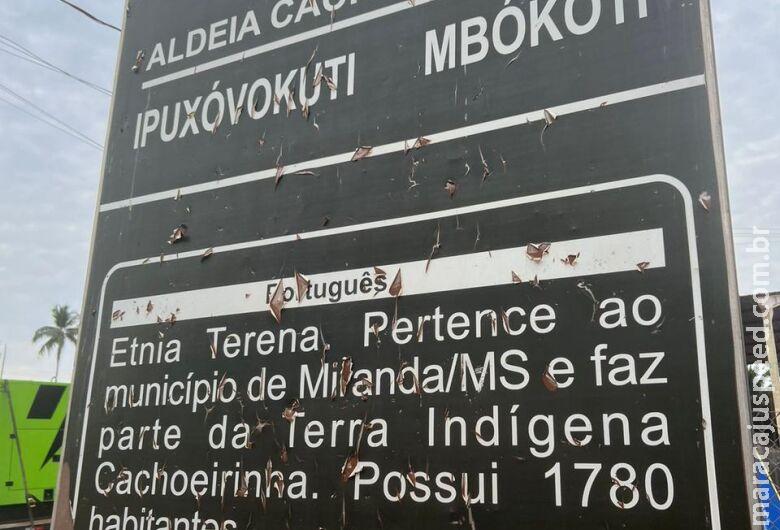 ALDEIA
IPUXÓVOKUTI MBÓKOTI
Português
Etnia Terena. Pertence ao
município de Miranda/MS e faz
parte da Terra Indígena
Cachoeirinha. Possui 1780
habitantes
maracajuspeed.com.br